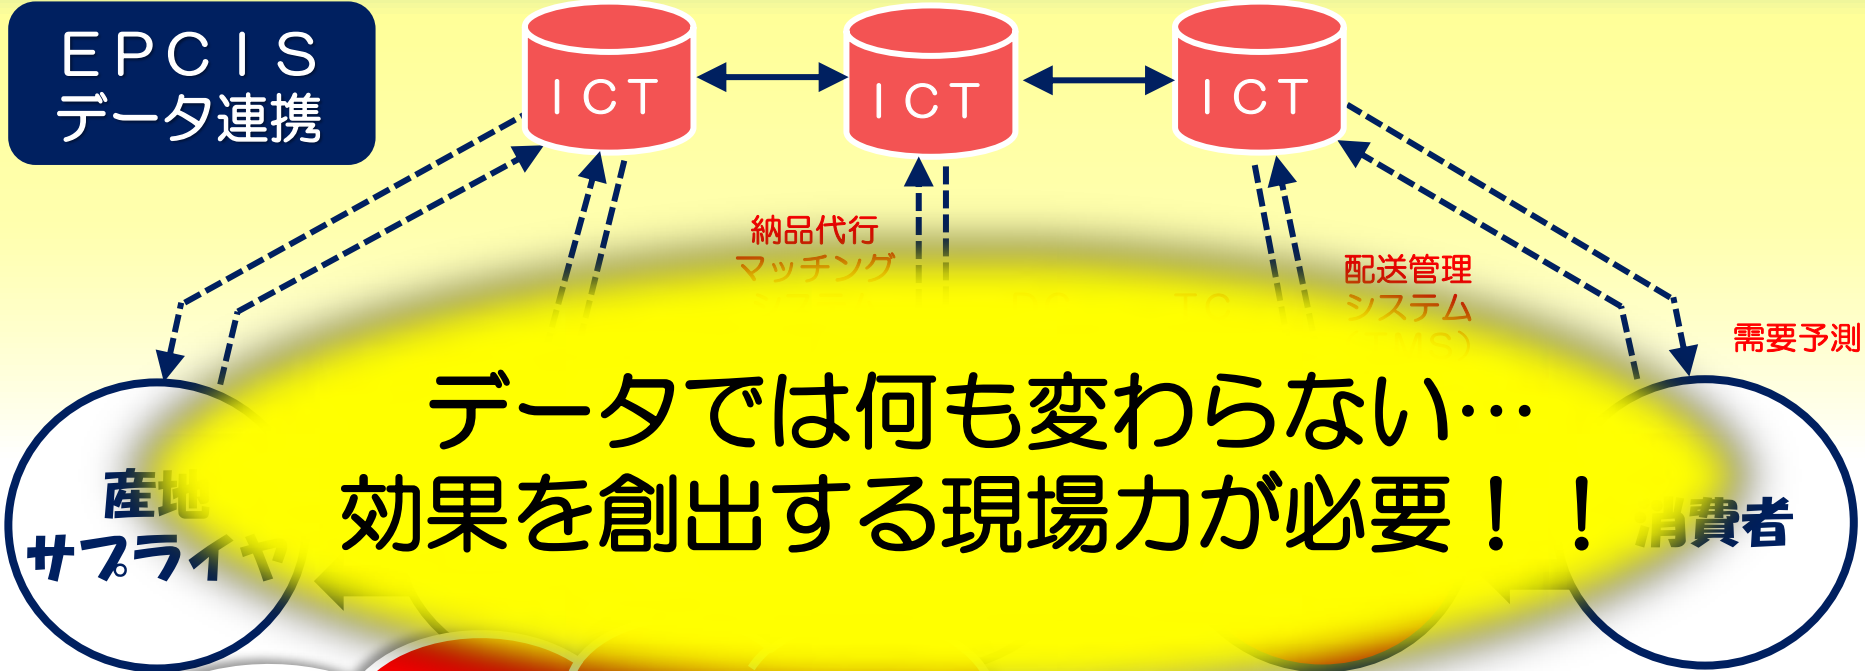 ＥＰＣＩＳ
データ連携
ＩＣＴ
ＩＣＴ
ＩＣＴ
納品代行
マッチング
配送管理
システム
需要予測
データでは何も変わらない…
効果を創出する現場力が必要！！
産地
サプライヤ
消費者